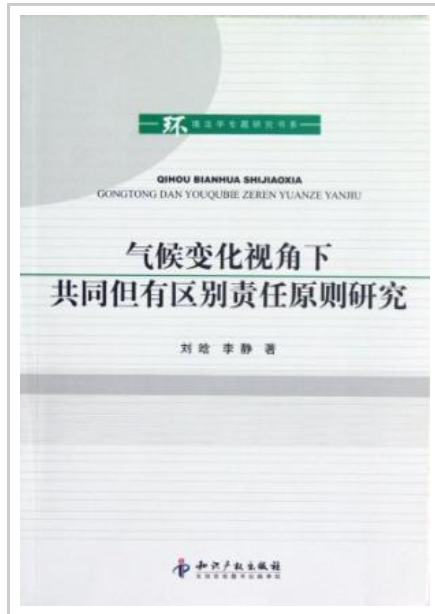 环境法学专题研究书系
QIHOU BIANHUA SHIJIAOXIA
GONGTONG DAN YOUQUBIE ZEREN YUANZE YANJIU
气候变化视角下
共同但有区别责任原则研究
刘晗 李静 著
知识产权出版社